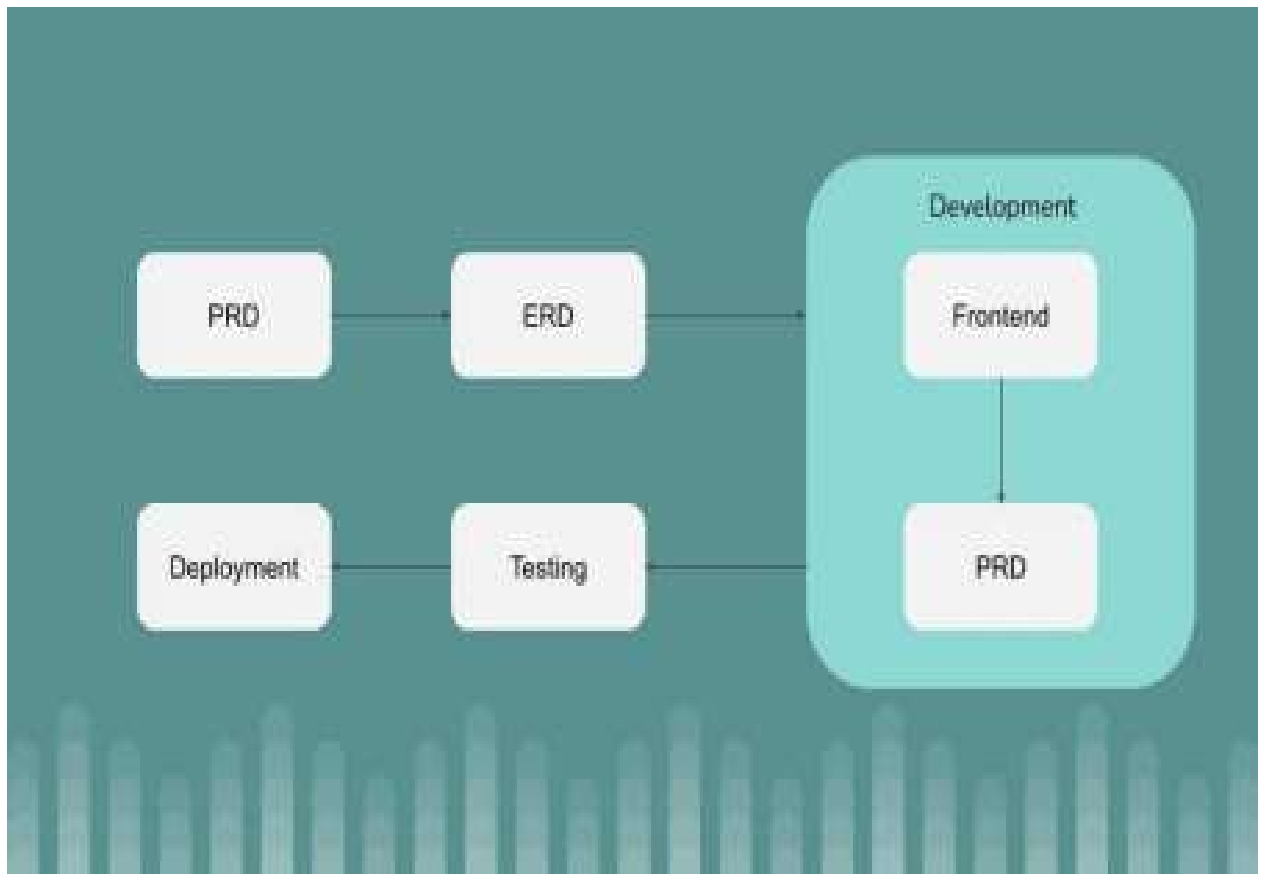 Development
PRD
ERD
Frontend
Deployment
Testing
PRD